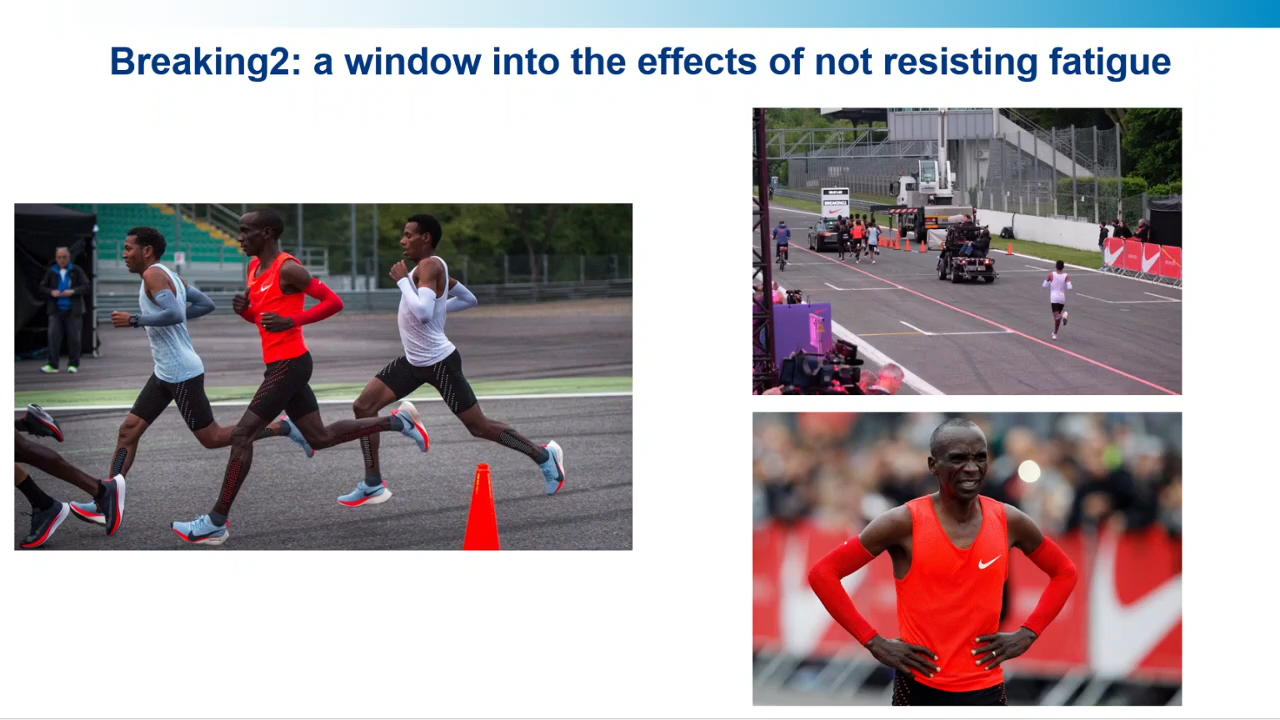 Breaking2: a window into the effects of not resisting fatigue